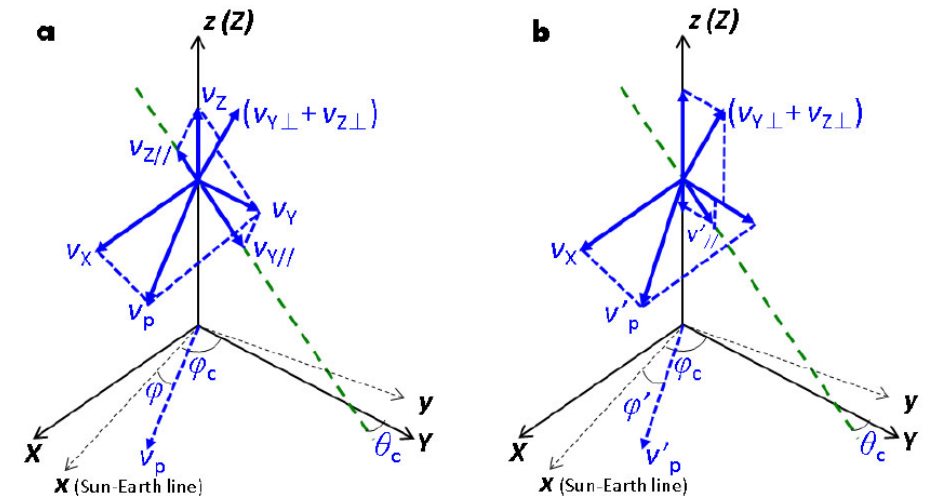 a
z (Z)
v_Z
(v_Y⊥ + v_Z⊥)
v_Z//
v_Y
v_X
v_Y//
v_p
φ_c
φ
y
X
v_p
θ_c
Y
x (Sun-Earth line)
b
z (Z)
(v_Y⊥ + v_Z⊥)
v'_//
v_X
v'_p
φ_c
φ'
y
X
v'_p
θ_c
Y
x (Sun-Earth line)